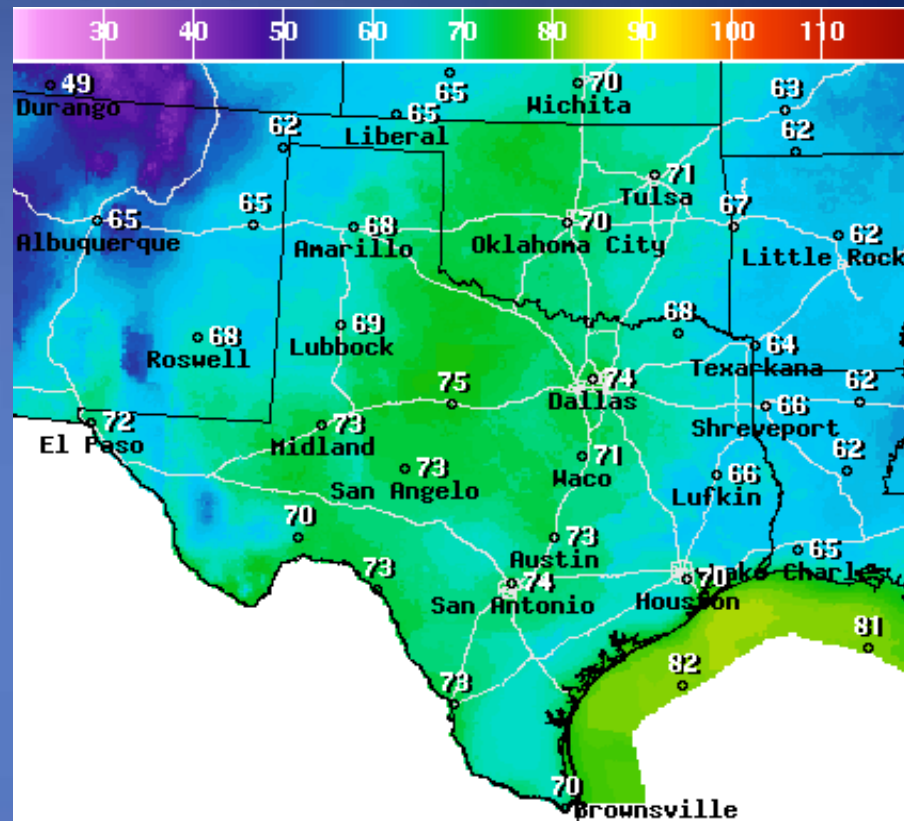 30 40 50 60 70 80 90 100 110
49
Durango
65
70
Wichita
63
65
Liberal
62
62
71
Tulsa
65
Albuquerque
65
68
Amarillo
70
Oklahoma City
67
62
Little Rock
68
Roswell
69
Lubbock
68
64
Texarkana
75
74
Dallas
62
66
Shreveport
72
El Paso
73
Midland
73
San Angelo
71
Waco
66
Lufkin
62
70
73
Austin
65
Lake Charles
73
74
San Antonio
70
Houston
81
82
73
70
Brownsville